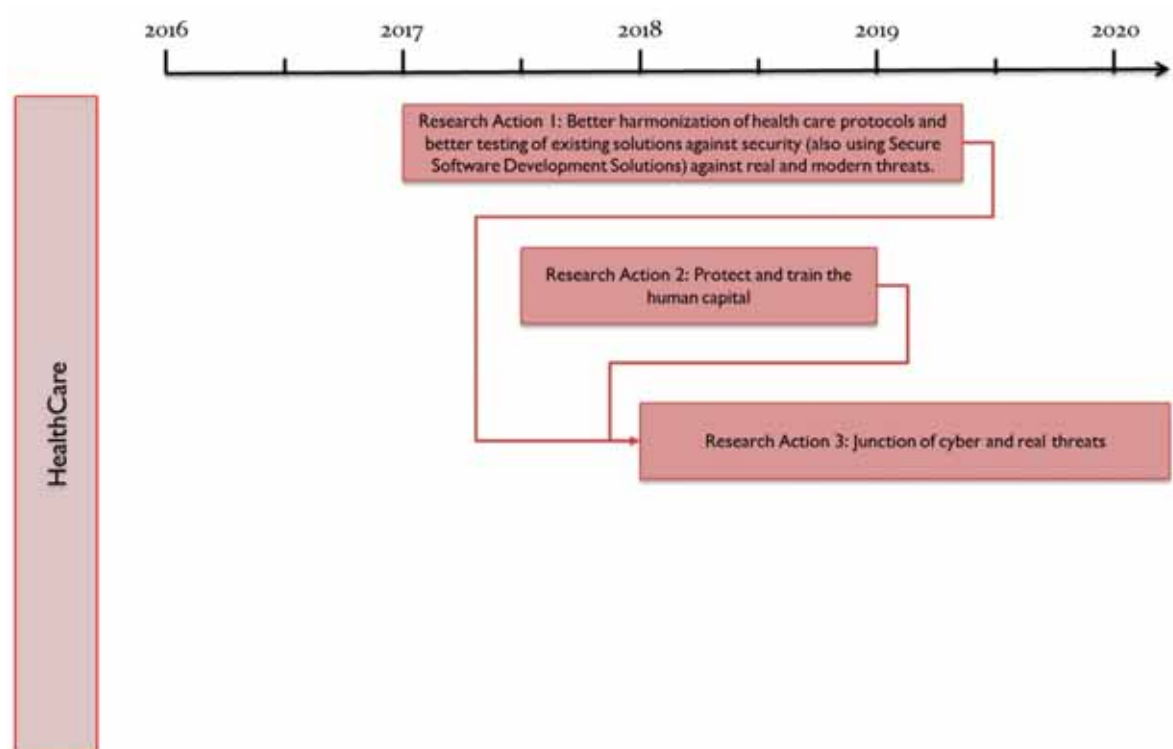 2016 2017 2018 2019 2020
Research Action 1: Better harmonization of health care protocols and
better testing of existing solutions against security (also using Secure
Software Development Solutions) against real and modern threats.
Research Action 2: Protect and train the
human capital
Research Action 3: Junction of cyber and real threats
HealthCare